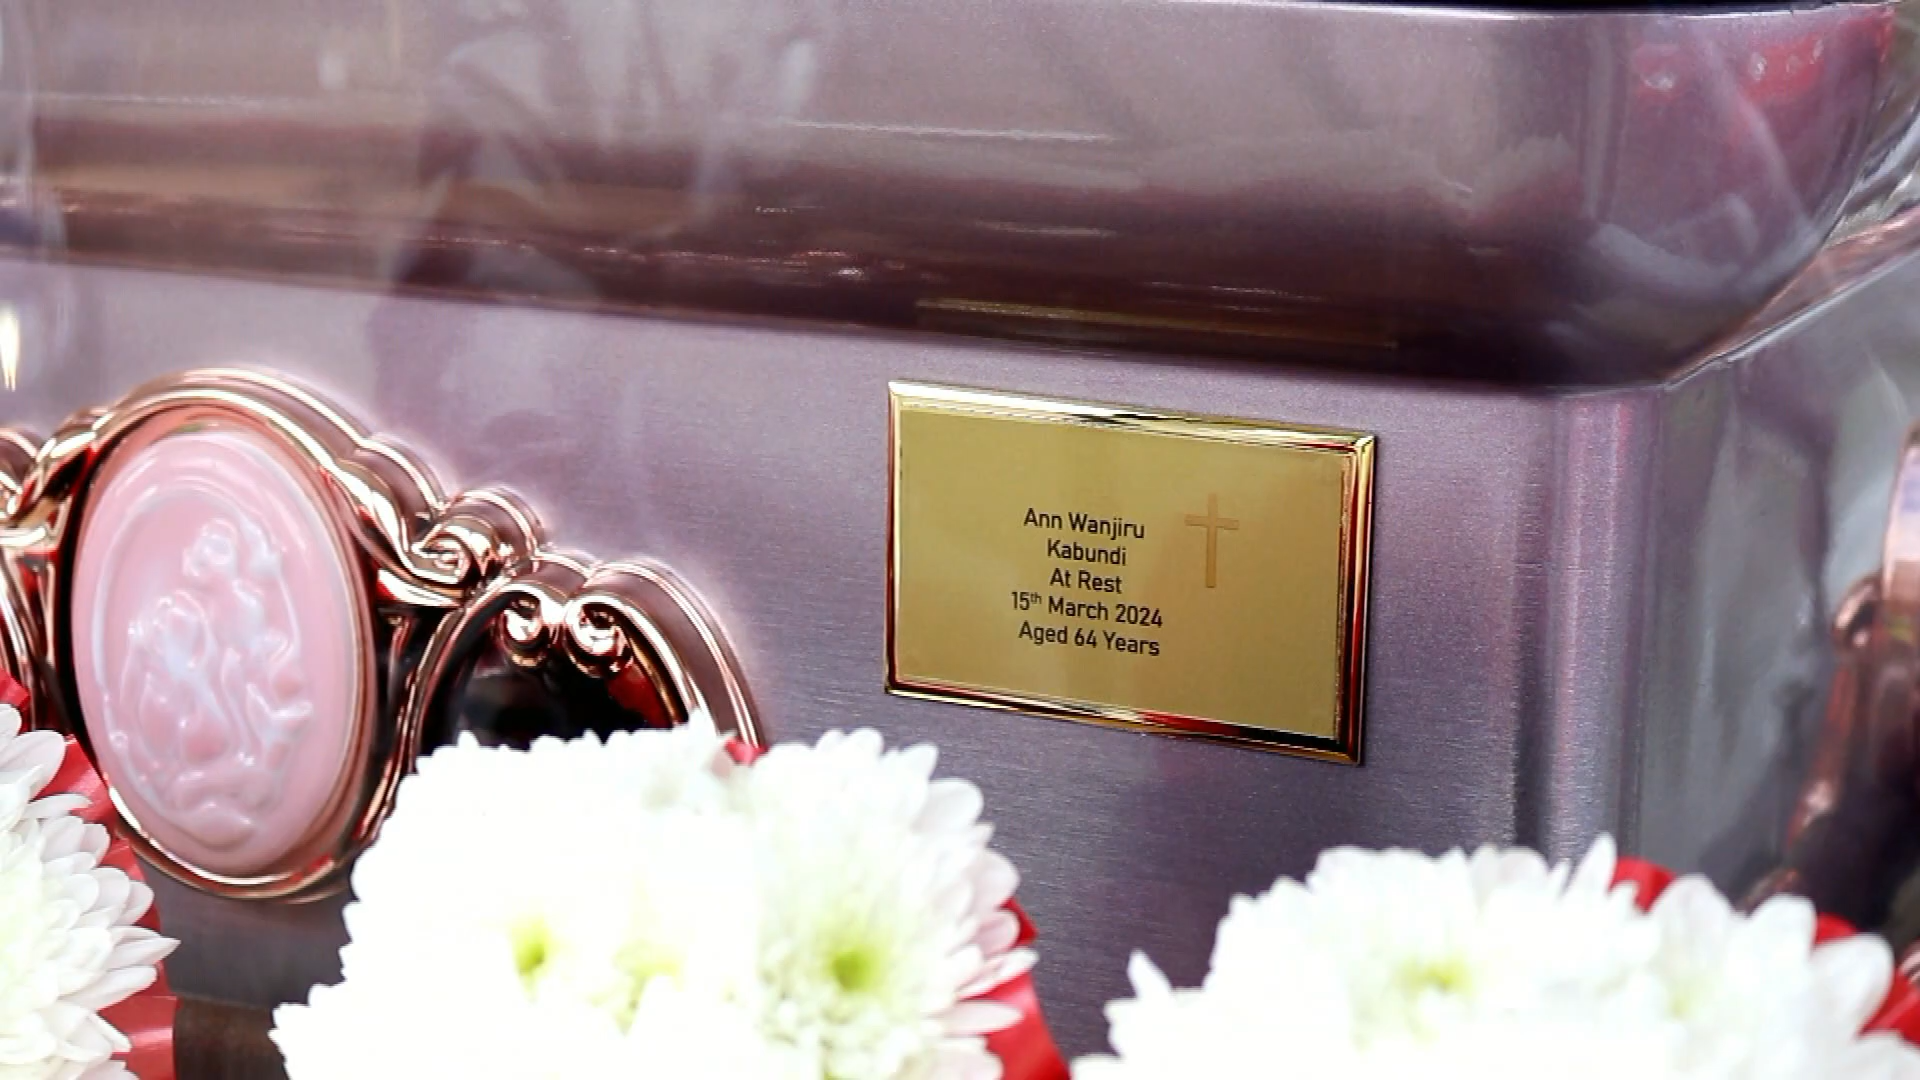 Ann Wanjiru
Kabundi
At Rest
15th March 2024
Aged 64 Years